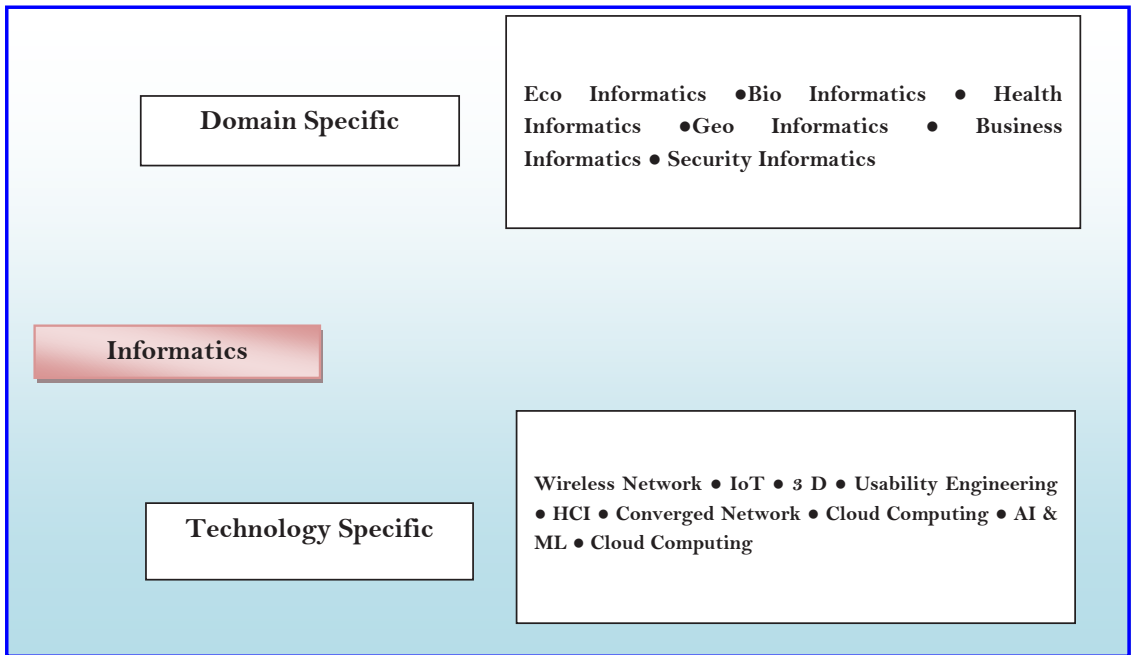 Domain Specific
Eco Informatics ●Bio Informatics ● Health
Informatics ●Geo Informatics ● Business
Informatics ● Security Informatics
Informatics
Technology Specific
Wireless Network ● IoT ● 3 D ● Usability Engineering
● HCI ● Converged Network ● Cloud Computing ● AI &
ML ● Cloud Computing